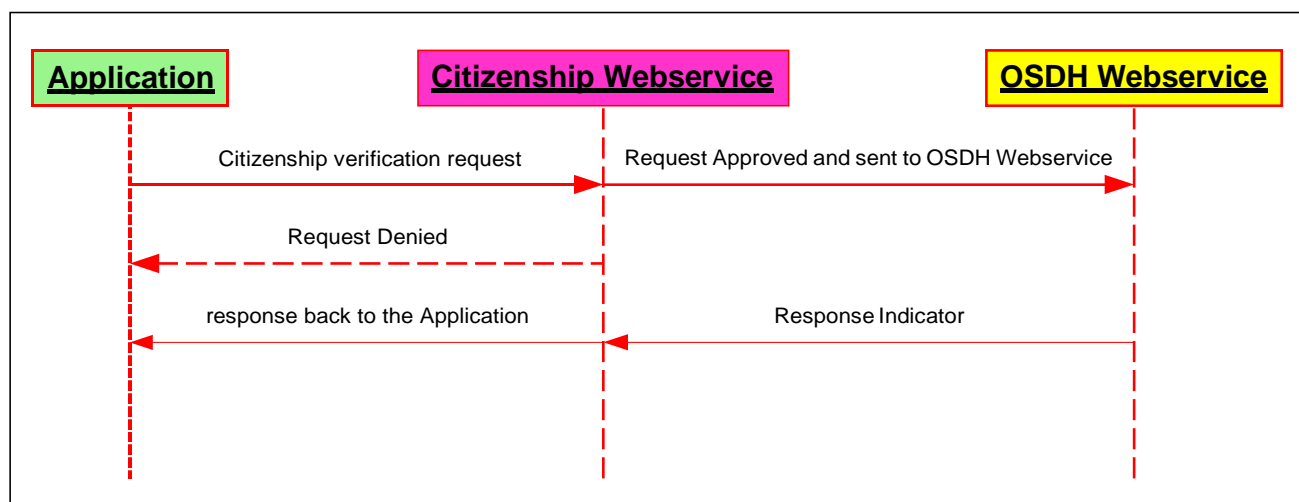 Application
Citizenship Webservice
OSDH Webservice
Citizenship verification request
Request Approved and sent to OSDH Webservice
Request Denied
response back to the Application
Response Indicator